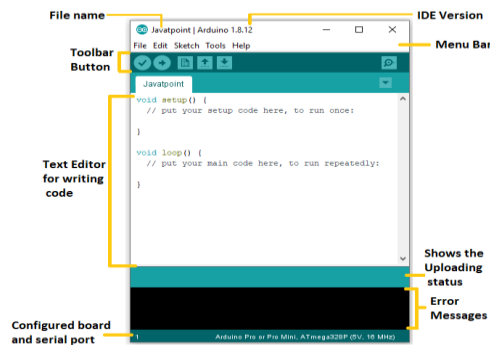 File name
IDE Version
Javatpoint | Arduino 1.8.12
File Edit Sketch Tools Help
Menu Bar
Toolbar
Button
Javatpoint
void setup() {
// put your setup code here, to run once:
}
void loop() {
// put your main code here, to run repeatedly:
}
Text Editor
for writing
code
Shows the
Uploading
status
Error
Messages
Configured board
and serial port
1
Arduino Pro or Pro Mini, ATmega328P (5V, 16 MHz)